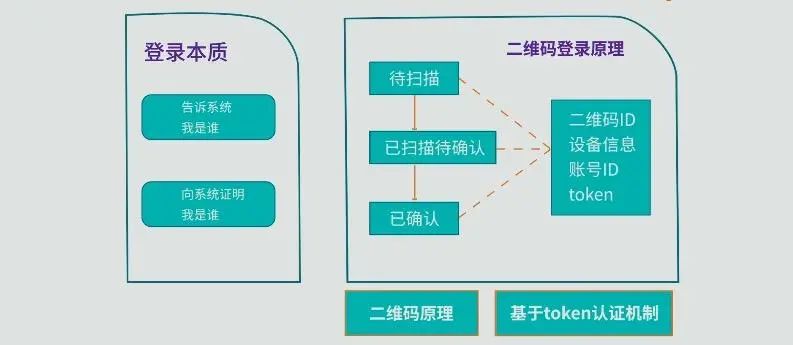 登录本质
告诉系统
我是谁
向系统证明
我是谁
二维码登录原理
待扫描
已扫描待确认
已确认
二维码ID
设备信息
账号ID
token
二维码原理
基于token认证机制